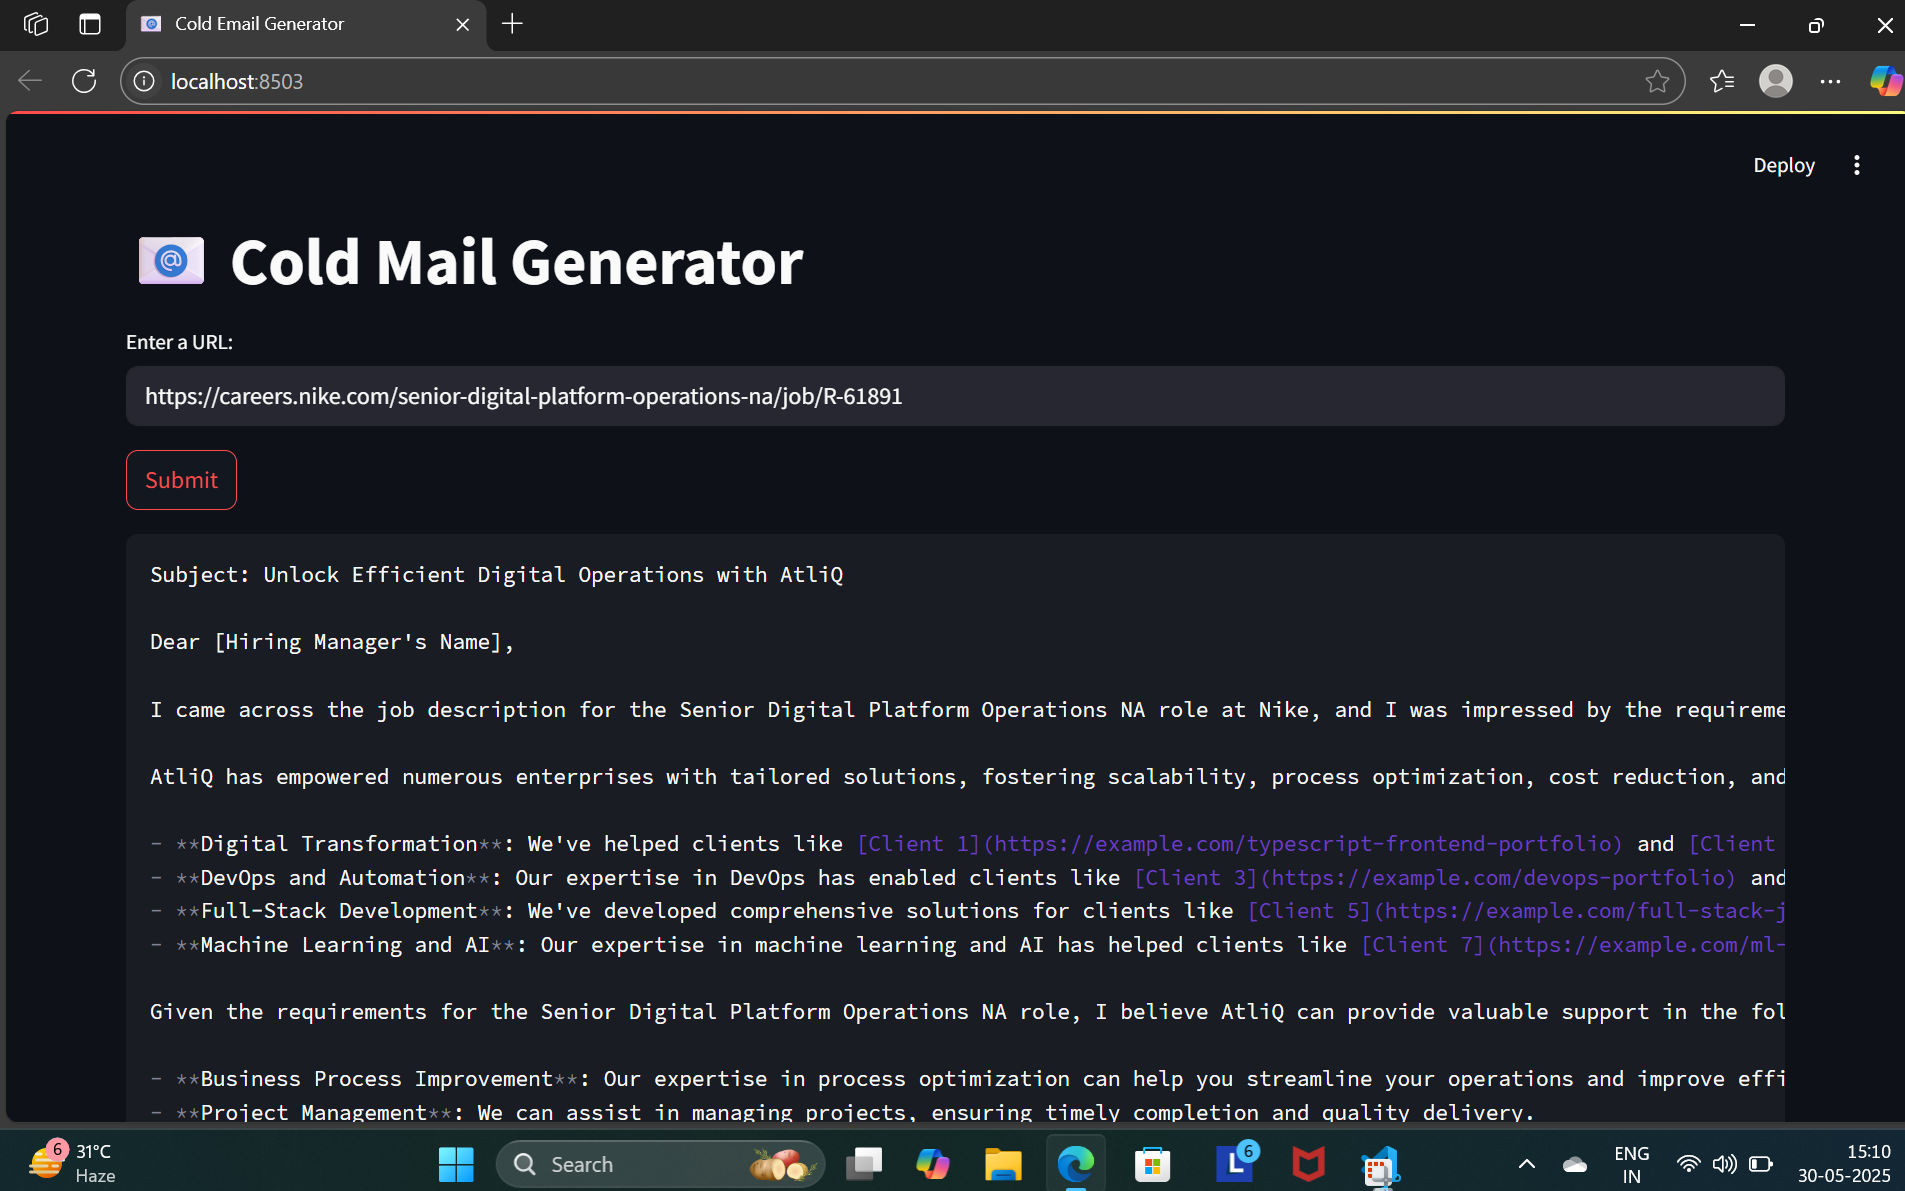 Cold Email Generator
localhost:8503
Deploy
@ Cold Mail Generator
Enter a URL:
https://careers.nike.com/senior-digital-platform-operations-na/job/R-61891
Submit
Subject: Unlock Efficient Digital Operations with AtliQ
Dear [Hiring Manager's Name],
I came across the job description for the Senior Digital Platform Operations NA role at Nike, and I was impressed by the requireme
AtliQ has empowered numerous enterprises with tailored solutions, fostering scalability, process optimization, cost reduction, and
- **Digital Transformation**: We've helped clients like [Client 1](https://example.com/typescript-frontend-portfolio) and [Client
- **DevOps and Automation**: Our expertise in DevOps has enabled clients like [Client 3](https://example.com/devops-portfolio) and
- **Full-Stack Development**: We've developed comprehensive solutions for clients like [Client 5](https://example.com/full-stack-j
- **Machine Learning and AI**: Our expertise in machine learning and AI has helped clients like [Client 7](https://example.com/ml-
Given the requirements for the Senior Digital Platform Operations NA role, I believe AtliQ can provide valuable support in the fol
- **Business Process Improvement**: Our expertise in process optimization can help you streamline your operations and improve effi
- **Project Management**: We can assist in managing projects, ensuring timely completion and quality delivery.
6
31°C
Haze
Search
L
6
ENG
IN
15:10
30-05-2025